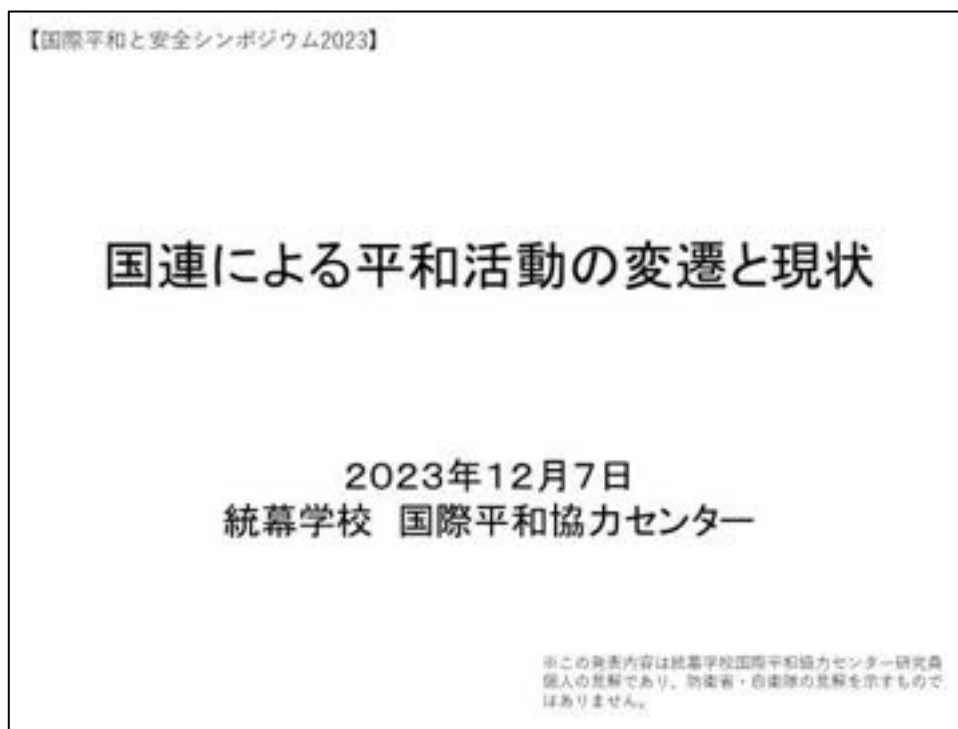 【国際平和と安全シンポジウム2023】
国連による平和活動の変遷と現状
2023年12月7日
統幕学校 国際平和協力センター
※この発表内容は統幕学校国際平和協力センター研究員
個人の見解であり、防衛省・自衛隊の見解を示すもので
はありません。